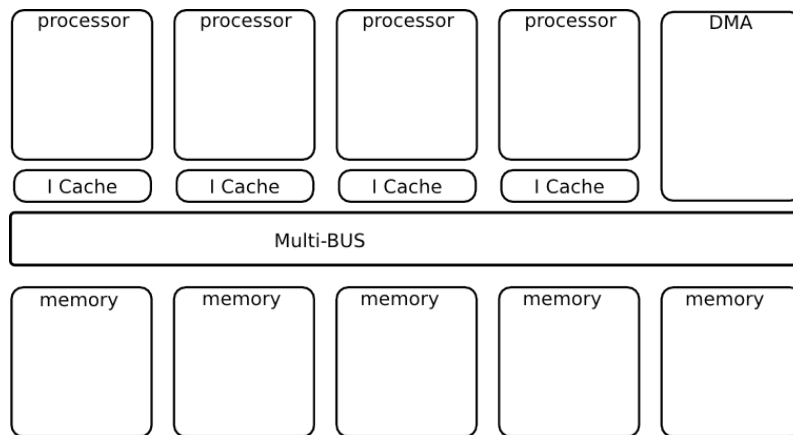 processor
processor
processor
processor
DMA
I Cache
I Cache
I Cache
I Cache
Multi-BUS
memory
memory
memory
memory
memory